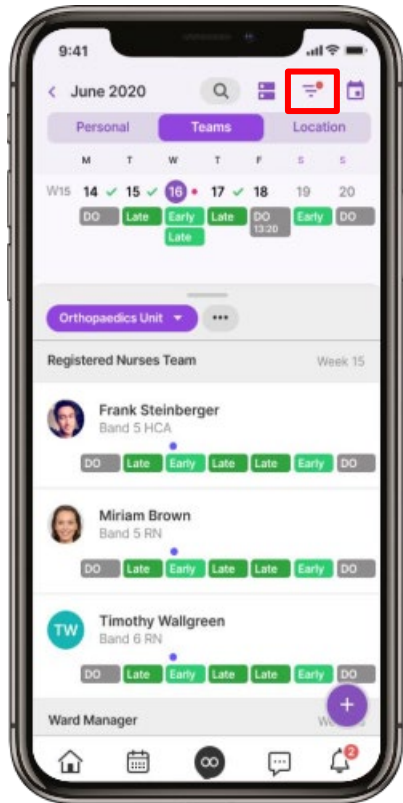 9:41
June 2020
Personal Teams Location
M T W T F S S
W15 14 15 16 17 18 19 20
DO Late Early Late DO Early DO
Late 13:20
Orthopaedics Unit
Registered Nurses Team Week 15
Frank Steinberger
Band 5 HCA
DO Late Early Late Late Early DO
Miriam Brown
Band 5 RN
DO Late Early Late Late Early DO
TW Timothy Wallgreen
Band 6 RN
DO Late Early Late Late Early DO
Ward Manager
2